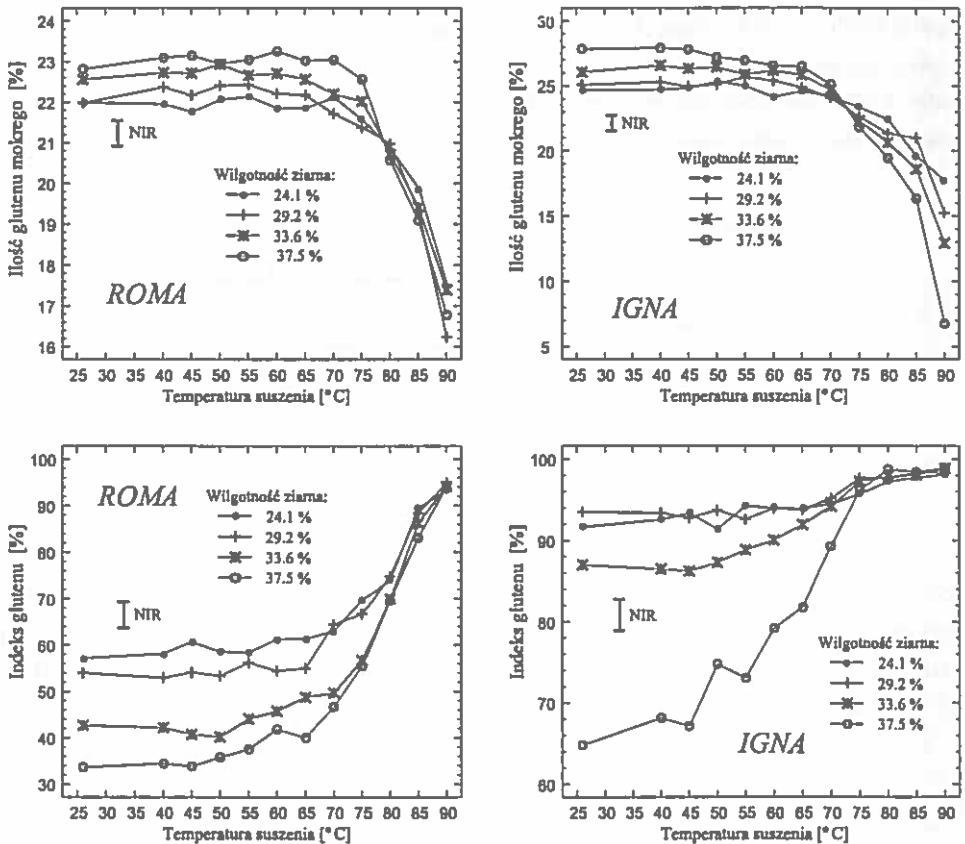 Ilość glutenu mokrego [%]
24
23
22
21
20
19
18
17
16
NIR
Wilgotność ziarna:
24.1 %
29.2 %
33.6 %
37.5 %
ROMA
25 30 35 40 45 50 55 60 65 70 75 80 85 90
Temperatura suszenia [°C]
Ilość glutenu mokrego [%]
30
25
20
15
10
5
NIR
Wilgotność ziarna:
24.1 %
29.2 %
33.6 %
37.5 %
IGNA
25 30 35 40 45 50 55 60 65 70 75 80 85 90
Temperatura suszenia [°C]
Indeks glutenu [%]
100
90
80
70
60
50
40
30
ROMA
Wilgotność ziarna:
24.1 %
29.2 %
33.6 %
37.5 %
NIR
25 30 35 40 45 50 55 60 65 70 75 80 85 90
Temperatura suszenia [°C]
Indeks glutenu [%]
100
90
80
70
60
NIR
Wilgotność ziarna:
24.1 %
29.2 %
33.6 %
37.5 %
IGNA
25 30 35 40 45 50 55 60 65 70 75 80 85 90
Temperatura suszenia [°C]